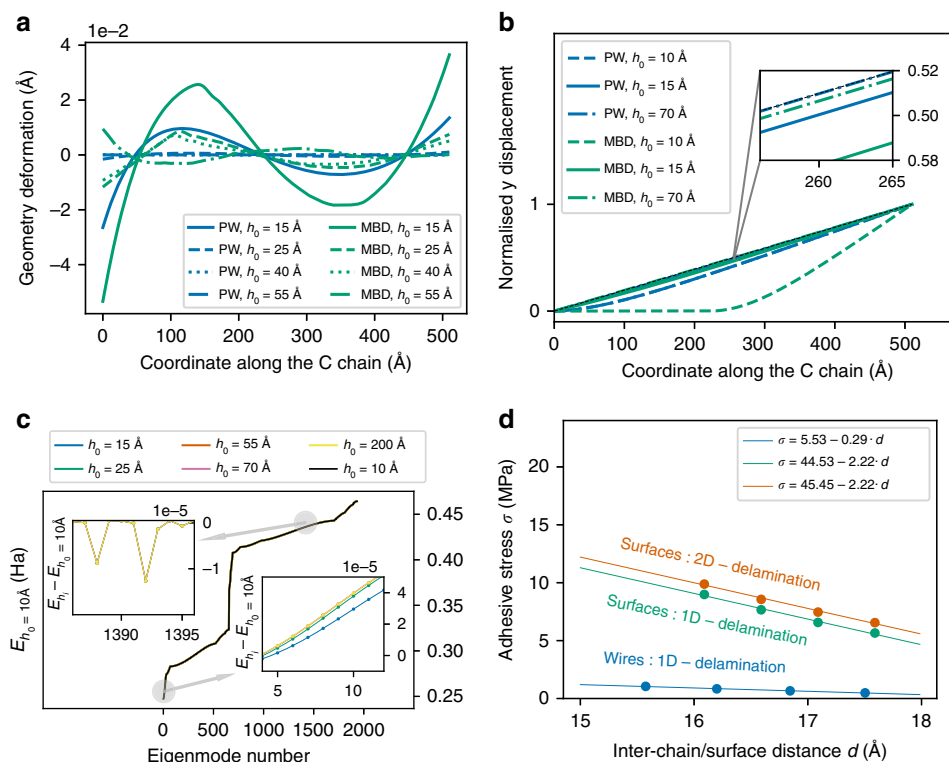 a
1e−2
Geometry deformation (Å)
4
2
0
−2
−4
PW, h0 = 15 Å
PW, h0 = 25 Å
PW, h0 = 40 Å
PW, h0 = 55 Å
MBD, h0 = 15 Å
MBD, h0 = 25 Å
MBD, h0 = 40 Å
MBD, h0 = 55 Å
0 100 200 300 400 500
Coordinate along the C chain (Å)
b
Normalised y displacement
PW, h0 = 10 Å
PW, h0 = 15 Å
PW, h0 = 70 Å
MBD, h0 = 10 Å
MBD, h0 = 15 Å
MBD, h0 = 70 Å
0.52
0.50
0.58
260 265
1
0
0 100 200 300 400 500
Coordinate along the C chain (Å)
c
h0 = 15 Å
h0 = 55 Å
h0 = 200 Å
h0 = 25 Å
h0 = 70 Å
h0 = 10 Å
Eh0 = 10Å (Ha)
1e−5
Ehi − Eh0 = 10Å
0
−1
1390 1395
1e−5
Ehi − Eh0 = 10Å
4
2
0
5 10
0.45
0.40
0.35
0.30
0.25
0 500 1000 1500 2000
Eigenmode number
d
Adhesive stress σ (MPa)
20
15
10
5
0
σ = 5.53 – 0.29· d
σ = 44.53 – 2.22· d
σ = 45.45 – 2.22· d
Surfaces : 2D – delamination
Surfaces : 1D – delamination
Wires : 1D – delamination
15 16 17 18
Inter-chain/surface distance d (Å)